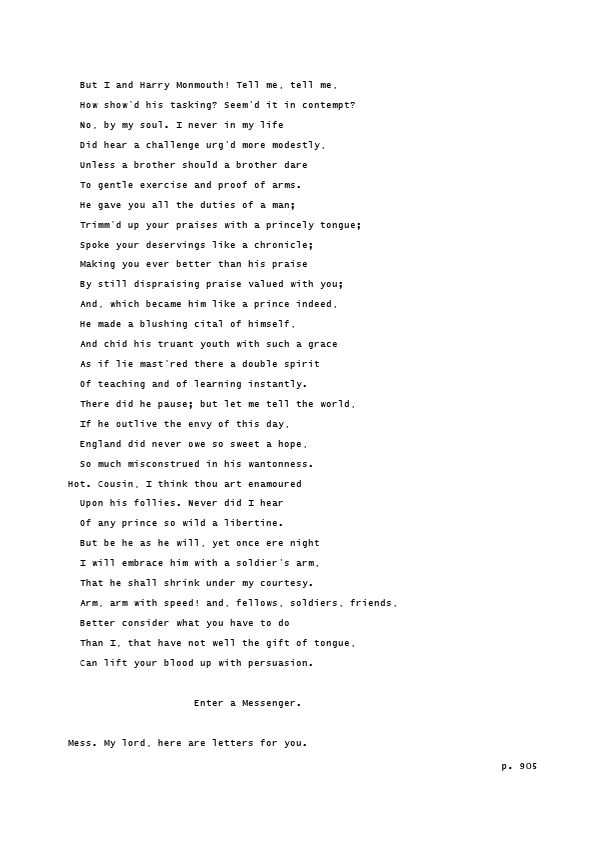 But I and Harry Monmouth! Tell me, tell me,
How show'd his tasking? Seem'd it in contempt?
No, by my soul. I never in my life
Did hear a challenge urg'd more modestly,
Unless a brother should a brother dare
To gentle exercise and proof of arms.
He gave you all the duties of a man;
Trimm'd up your praises with a princely tongue;
Spoke your deservings like a chronicle;
Making you ever better than his praise
By still dispraising praise valued with you;
And, which became him like a prince indeed,
He made a blushing cital of himself,
And chid his truant youth with such a grace
As if lie mast'red there a double spirit
Of teaching and of learning instantly.
There did he pause; but let me tell the world,
If he outlive the envy of this day,
England did never owe so sweet a hope,
So much misconstrued in his wantonness.
Hot. Cousin, I think thou art enamoured
Upon his follies. Never did I hear
Of any prince so wild a libertine.
But be he as he will, yet once ere night
I will embrace him with a soldier's arm,
That he shall shrink under my courtesy.
Arm, arm with speed! and, fellows, soldiers, friends,
Better consider what you have to do
Than I, that have not well the gift of tongue,
Can lift your blood up with persuasion.
Enter a Messenger.
Mess. My lord, here are letters for you.
p. 905